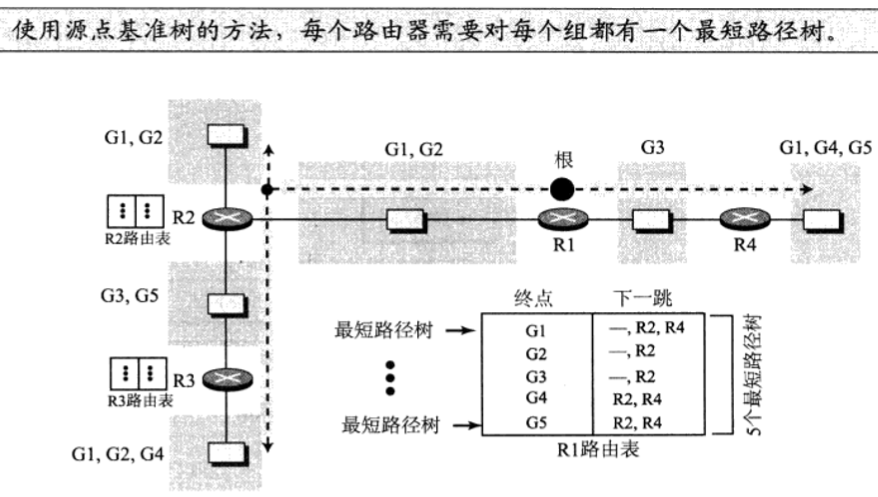 使用源点基准树的方法，每个路由器需要对每个组都有一个最短路径树。
G1, G2
G1, G2
根
G3
G1, G4, G5
R2
R2路由表
R1
R4
G3, G5
终点
下一跳
最短路径树
G1
—, R2, R4
G2
—, R2
G3
—, R2
G4
R2, R4
最短路径树
G5
R2, R4
5个最短路径树
R1路由表
R3
R3路由表
G1, G2, G4